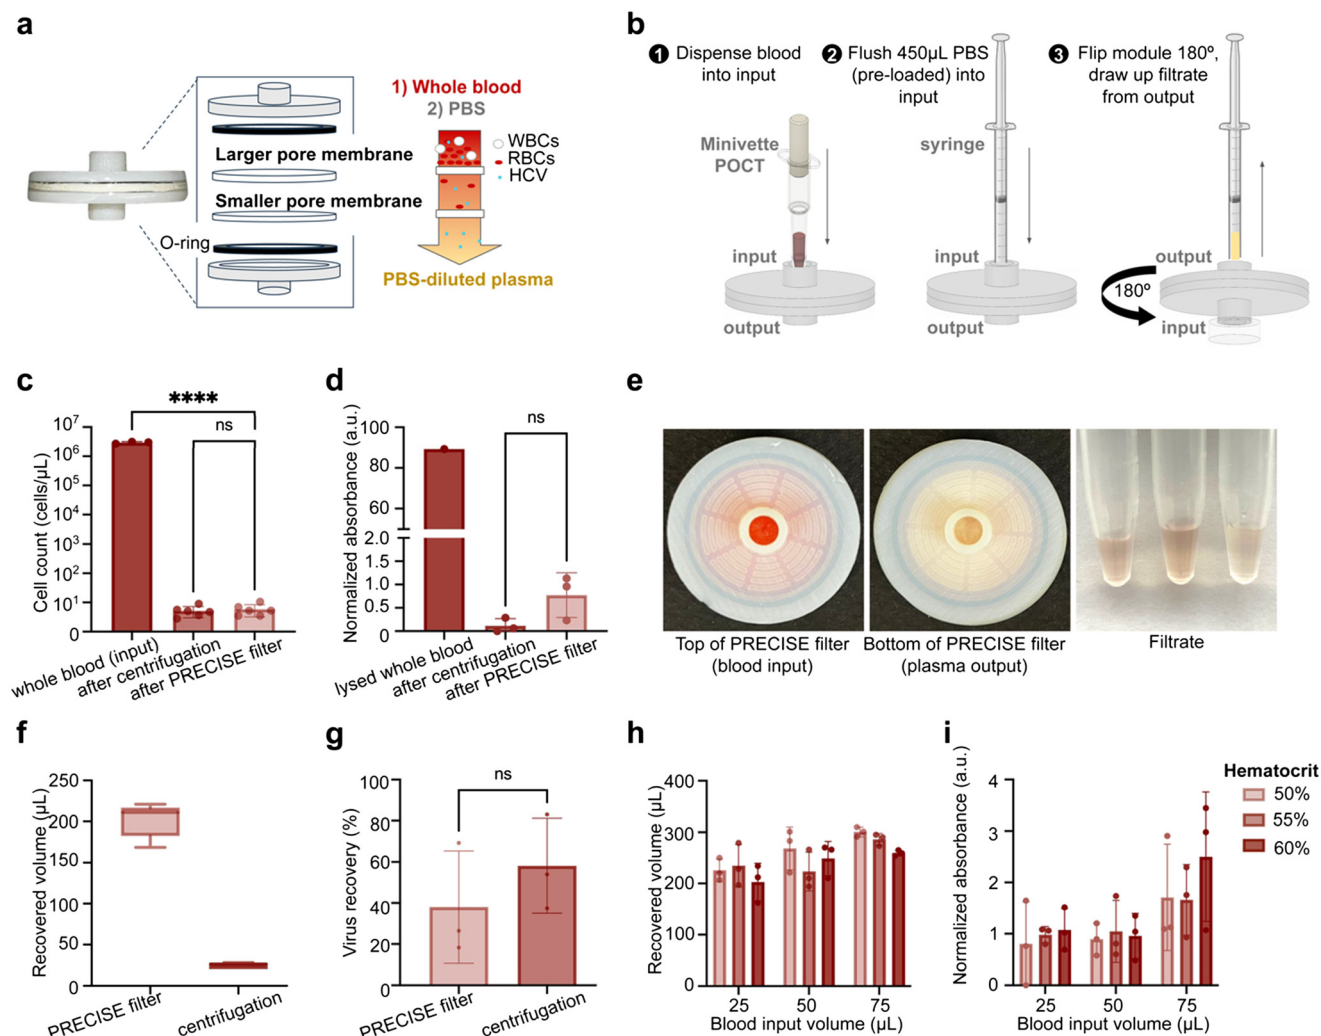 a
1) Whole blood
2) PBS
WBCs
RBCs
HCV
Larger pore membrane
Smaller pore membrane
O-ring
PBS-diluted plasma
b
1 Dispense blood
into input
2 Flush 450µL PBS
(pre-loaded) into
input
3 Flip module 180º,
draw up filtrate
from output
Minivette
POCT
syringe
input
input
output
output
output
180º
input
c
****
ns
Cell count (cells/µL)
10⁷
10⁶
10⁵
10⁴
10³
10²
10¹
0
whole blood (input)
after centrifugation
after PRECISE filter
d
ns
Normalized absorbance (a.u.)
100
80
60
2.0
1.5
1.0
0.5
0
lysed whole blood
after centrifugation
after PRECISE filter
e
Top of PRECISE filter
(blood input)
Bottom of PRECISE filter
(plasma output)
Filtrate
f
Recovered volume (µL)
250
200
150
100
50
0
PRECISE filter
centrifugation
g
ns
Virus recovery (%)
100
80
60
40
20
0
PRECISE filter
centrifugation
h
Recovered volume (µL)
400
300
200
100
0
25 50 75
Blood input volume (µL)
i
Normalized absorbance (a.u.)
4
3
2
1
0
25 50 75
Blood input volume (µL)
Hematocrit
50%
55%
60%